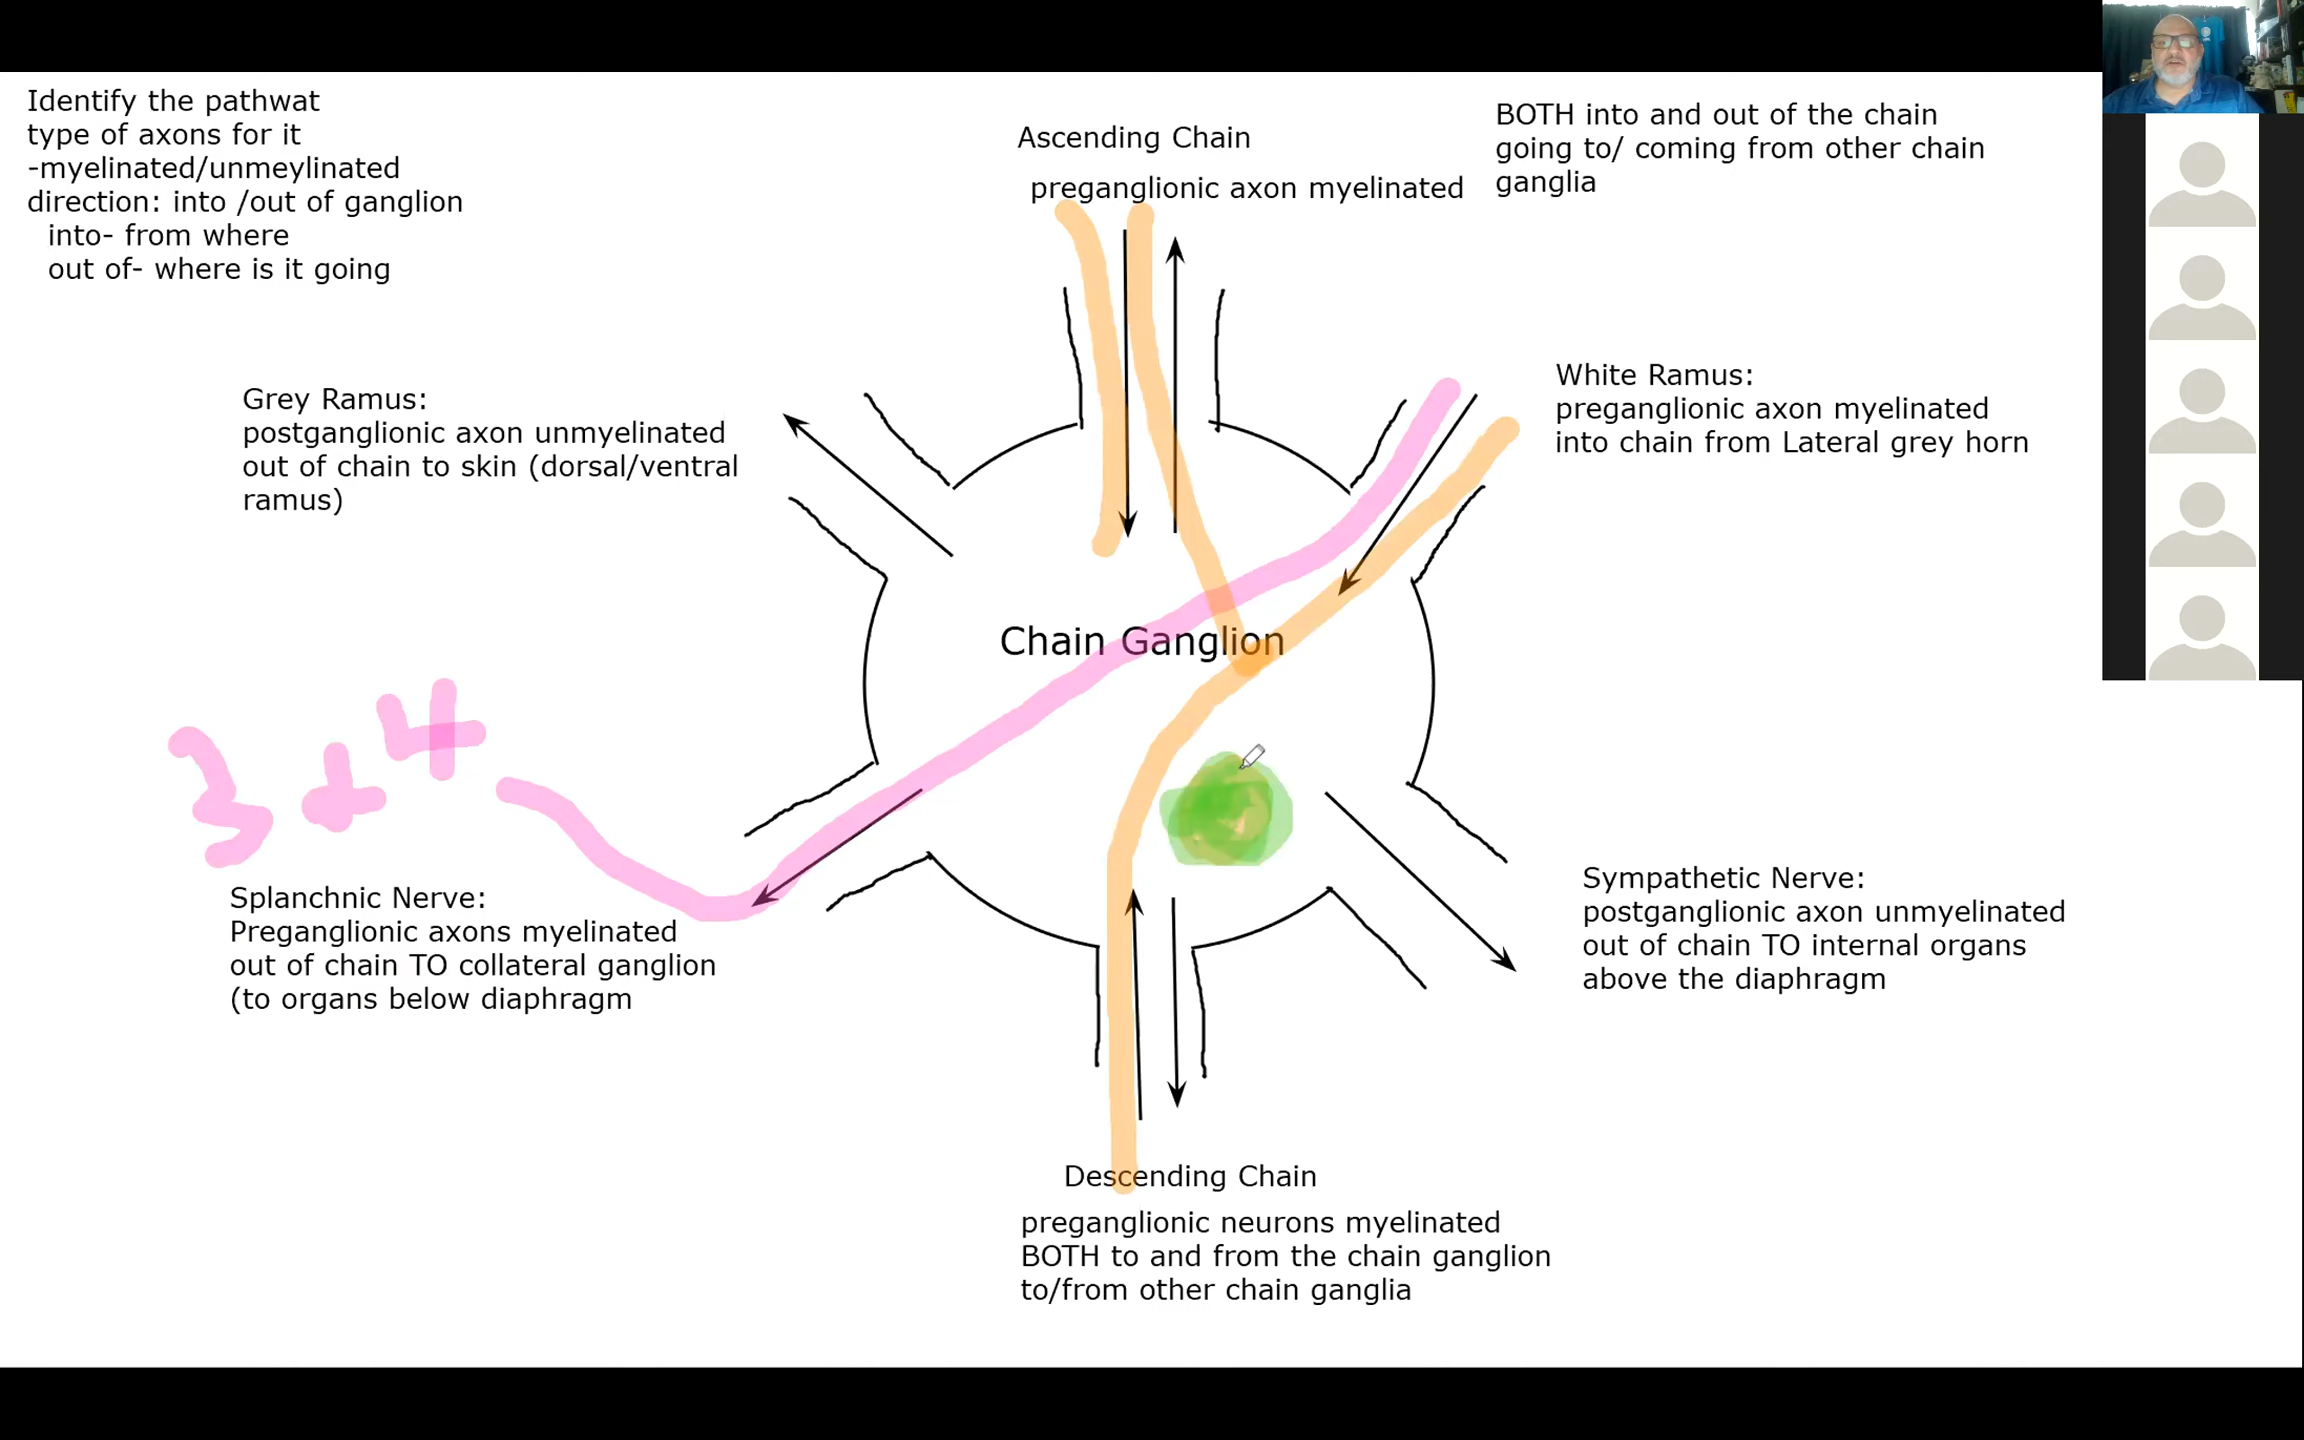 Identify the pathwat
type of axons for it
-myelinated/unmeylinated
direction: into /out of ganglion
into- from where
out of- where is it going
Ascending Chain
preganglionic axon myelinated
BOTH into and out of the chain
going to/ coming from other chain
ganglia
Grey Ramus:
postganglionic axon unmyelinated
out of chain to skin (dorsal/ventral
ramus)
White Ramus:
preganglionic axon myelinated
into chain from Lateral grey horn
Chain Ganglion
3 + 4
Splanchnic Nerve:
Preganglionic axons myelinated
out of chain TO collateral ganglion
(to organs below diaphragm
Sympathetic Nerve:
postganglionic axon unmyelinated
out of chain TO internal organs
above the diaphragm
Descending Chain
preganglionic neurons myelinated
BOTH to and from the chain ganglion
to/from other chain ganglia